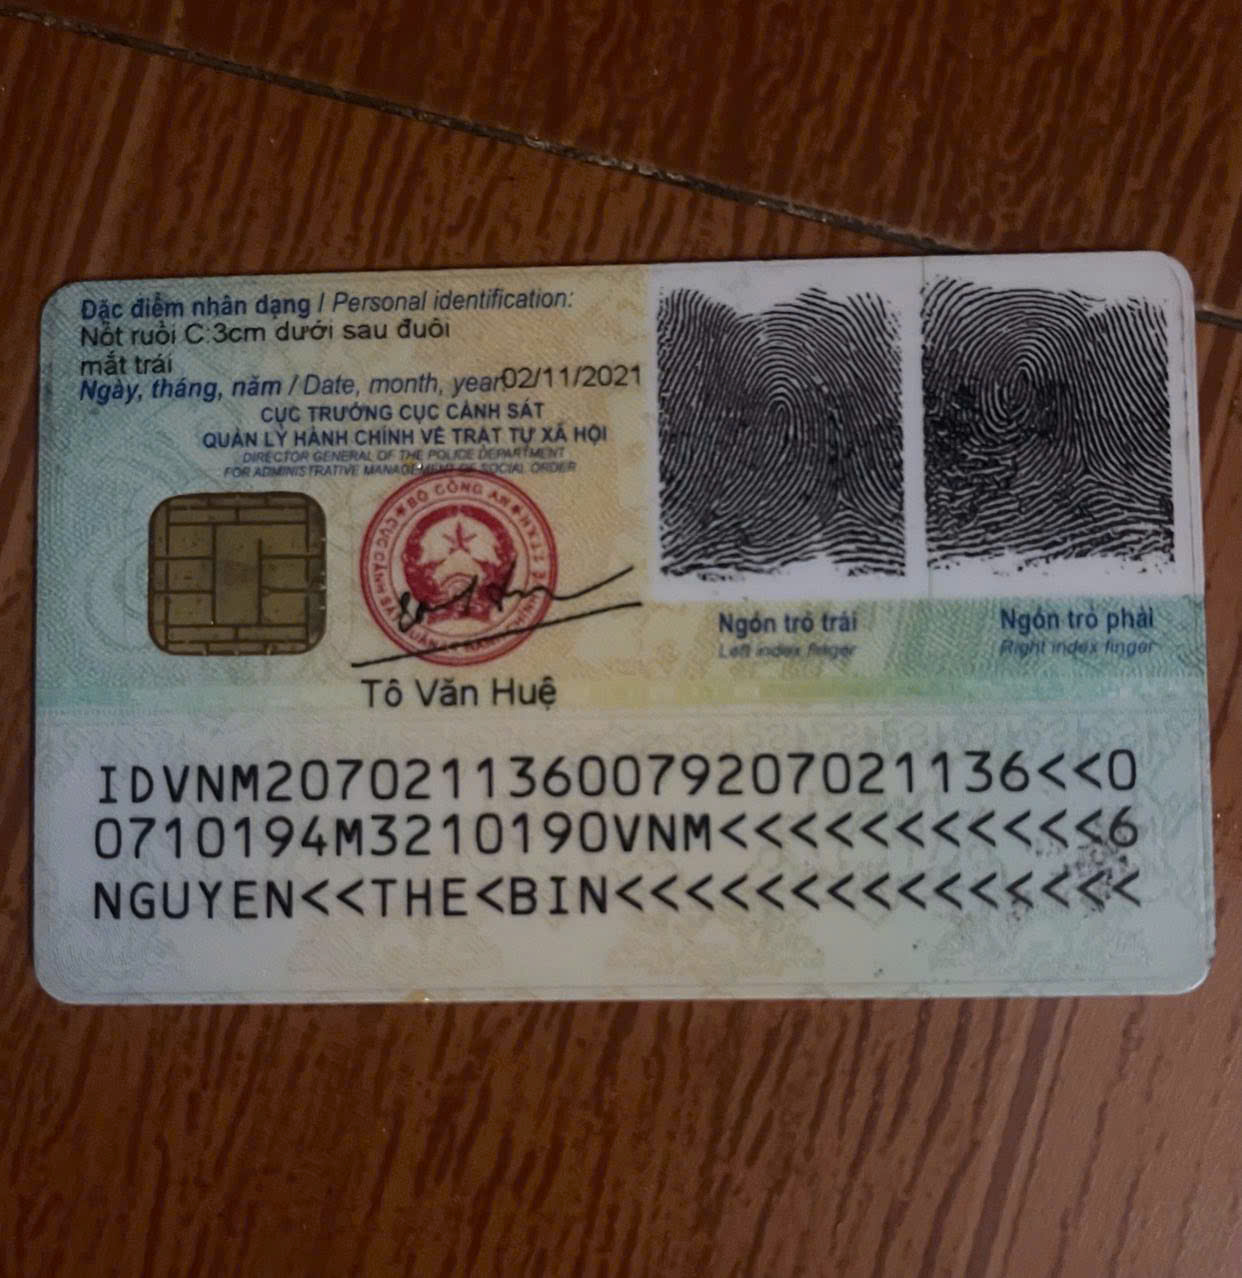 Đặc điểm nhân dạng / Personal identification:
Nốt ruồi C:3cm dưới sau đuôi
mắt trái
Ngày, tháng, năm / Date, month, year 02/11/2021
CỤC TRƯỞNG CỤC CẢNH SÁT
QUẢN LÝ HÀNH CHÍNH VỀ TRẬT TỰ XÃ HỘI
DIRECTOR GENERAL OF THE POLICE DEPARTMENT
FOR ADMINISTRATIVE MANAGEMENT OF SOCIAL ORDER
BỘ CÔNG AN
Tô Văn Huệ
Ngón trỏ trái
Left index finger
Ngón trỏ phải
Right index finger
IDVNM2070211360079207021136<<0
0710194M3210190VNM<<<<<<<<<<<6
NGUYEN<<THE<BIN<<<<<<<<<<<<<<<